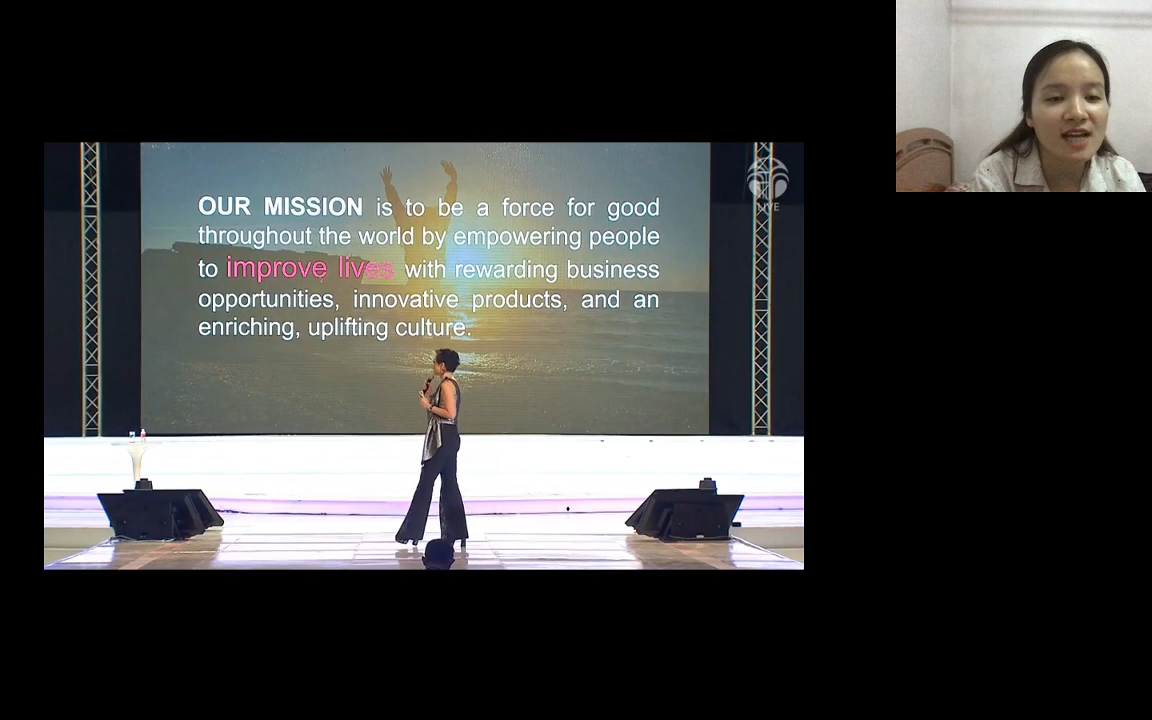 OUR MISSION is to be a force for good
throughout the world by empowering people
to improve lives with rewarding business
opportunities, innovative products, and an
enriching, uplifting culture.
LIVE